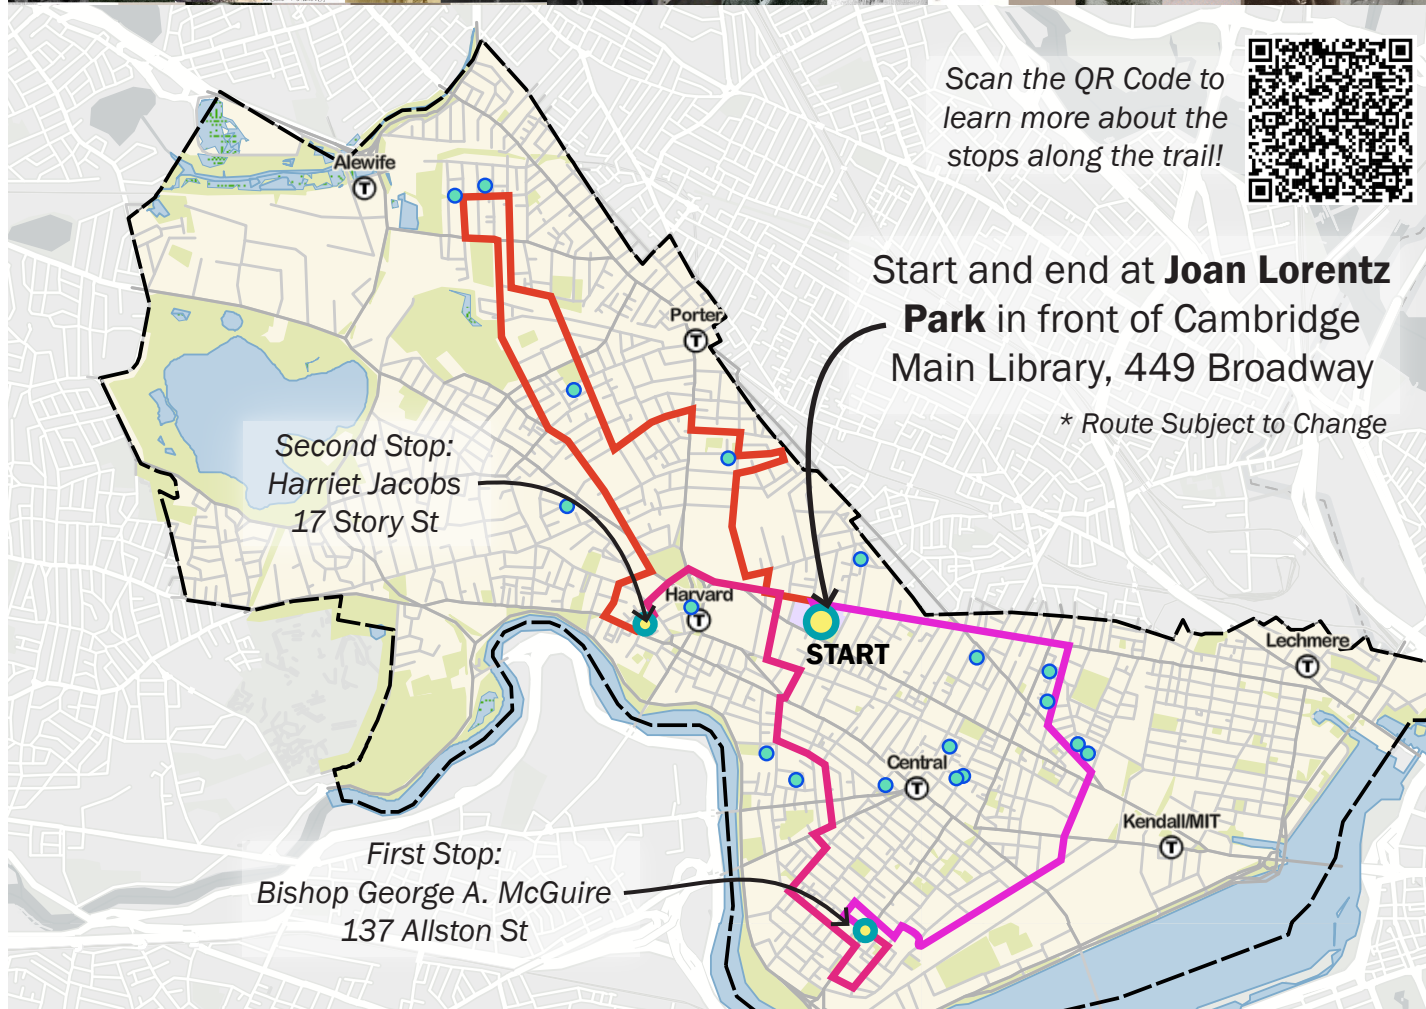 Scan the QR Code to
learn more about the
stops along the trail!
Alewife
T
Start and end at Joan Lorentz
Park in front of Cambridge
Main Library, 449 Broadway
* Route Subject to Change
Porter
T
Second Stop:
Harriet Jacobs
17 Story St
Harvard
T
START
Lechmere
T
Central
T
Kendall/MIT
T
First Stop:
Bishop George A. McGuire
137 Allston St